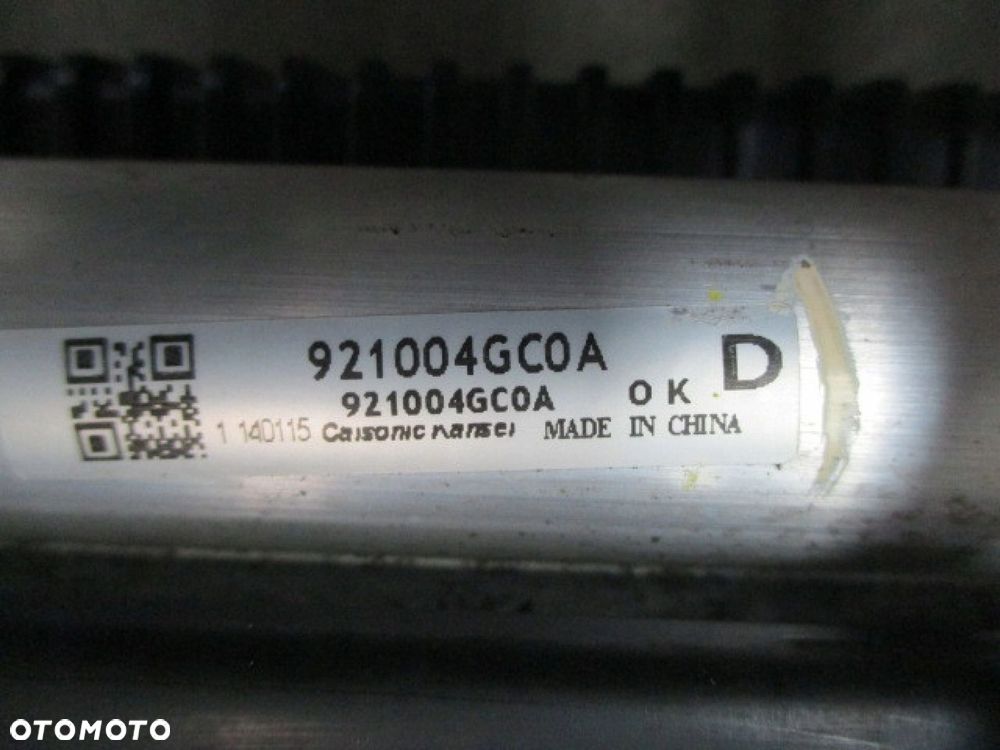 921004GC0A
921004GC0A OK D
1 140115 Calsonic Kansei MADE IN CHINA
OTOMOTO